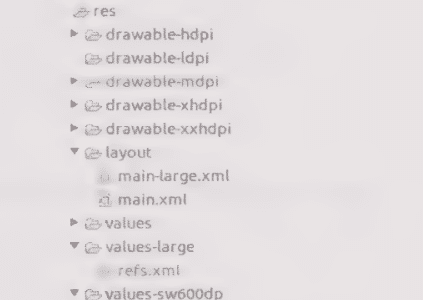 res
drawable-hdpi
drawable-ldpi
drawable-mdpi
drawable-xhdpi
drawable-xxhdpi
layout
main-large.xml
main.xml
values
values-large
refs.xml
values-sw600dp